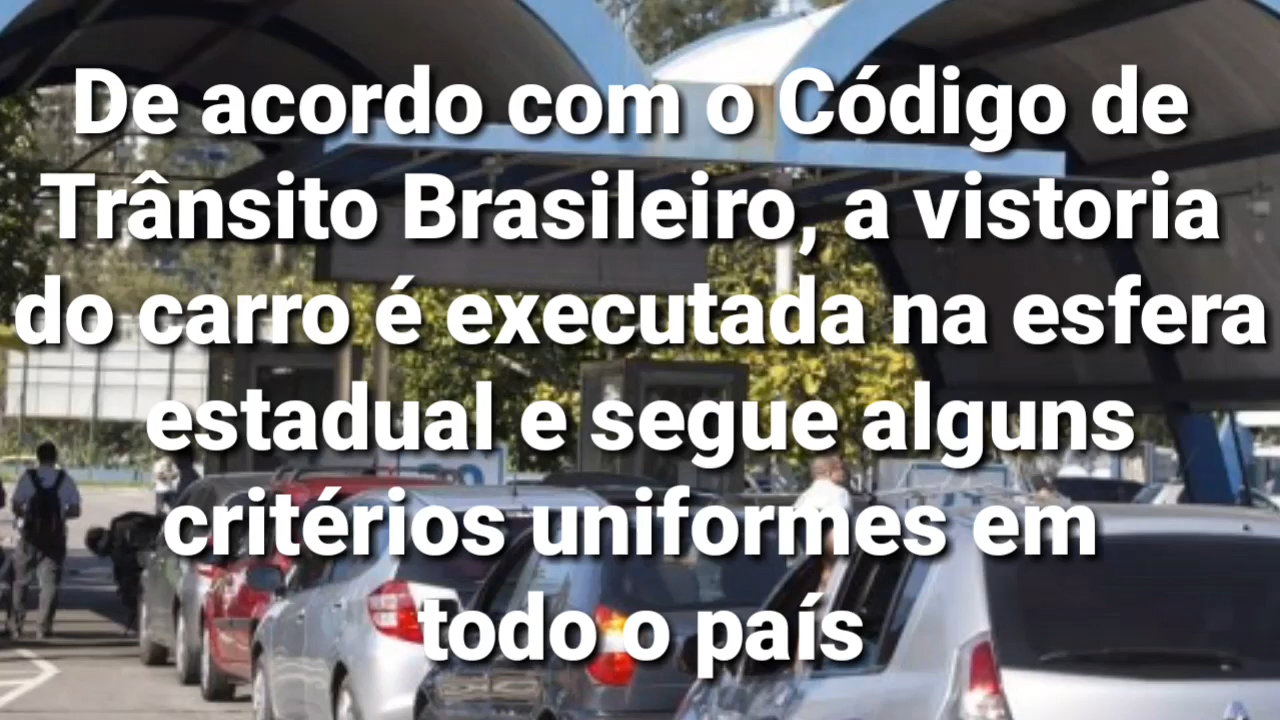 De acordo com o Código de
Trânsito Brasileiro, a vistoria
do carro é executada na esfera
estadual e segue alguns
critérios uniformes em
todo o país